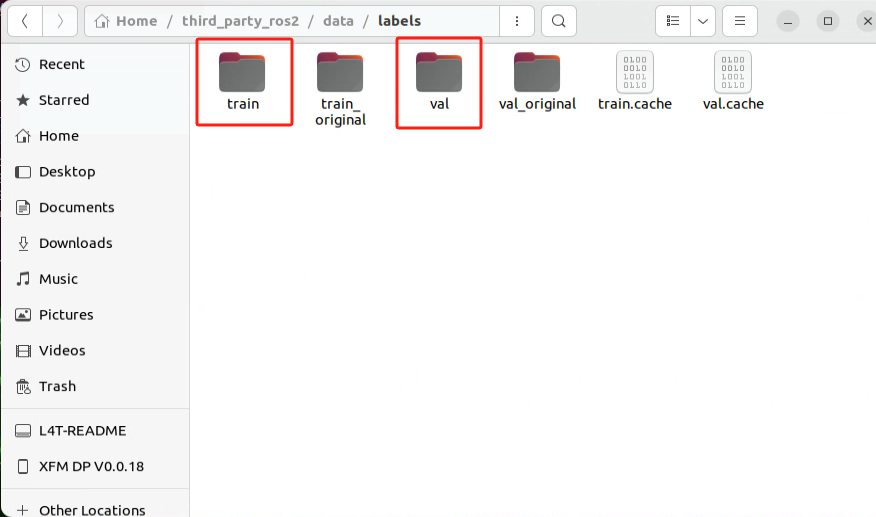 Home / third_party_ros2 / data / labels
Recent
Starred
Home
Desktop
Documents
Downloads
Music
Pictures
Videos
Trash
L4T-README
XFM DP V0.0.18
+ Other Locations
train
train_
original
val
val_original
train.cache
val.cache
0100
0010
1001
0110
0100
0010
1001
0110